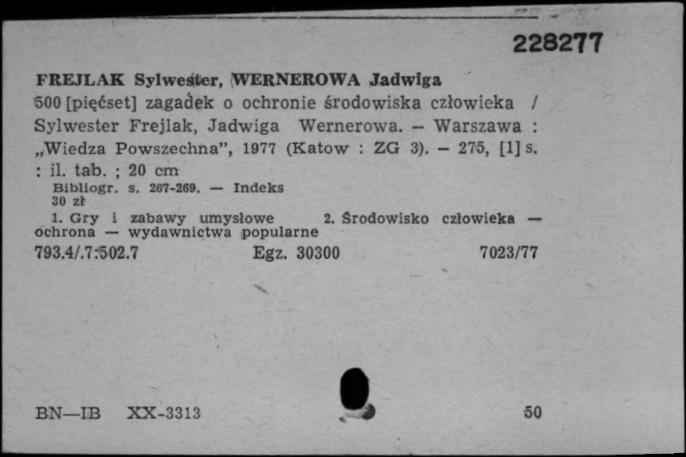 228277
FREJLAK Sylwester, WERNEROWA Jadwiga
500 [pięćset] zagadek o ochronie środowiska człowieka /
Sylwester Frejlak, Jadwiga Wernerowa. — Warszawa :
„Wiedza Powszechna”, 1977 (Katow : ZG 3). — 275, [1] s.
: il. tab. ; 20 cm
Bibliogr. s. 267-269. — Indeks
30 zł
1. Gry i zabawy umysłowe 2. Środowisko człowieka —
ochrona — wydawnictwa popularne
793.4/.7:502.7 Egz. 30300 7023/77
BN—IB XX-3313 50